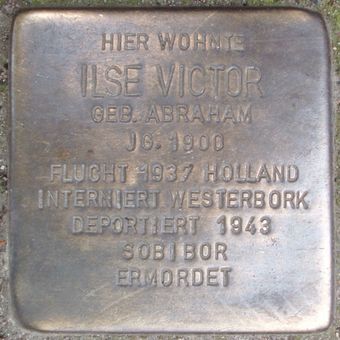 HIER WOHNTE
ILSE VICTOR
GEB. ABRAHAM
JG. 1900
FLUCHT 1937 HOLLAND
INTERNIERT WESTERBORK
DEPORTIERT 1943
SOBIBOR
ERMORDET